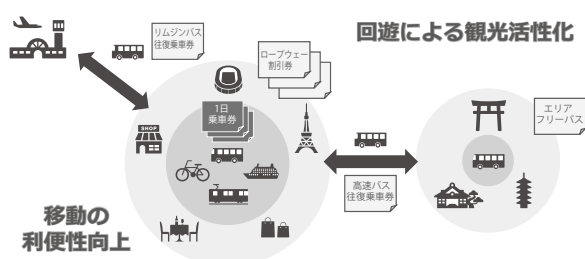 リムジンバス
往復乗車券
回遊による観光活性化
ロープウェー
割引券
1日
乗車券
SHOP
エリア
フリーパス
高速バス
往復乗車券
移動の
利便性向上